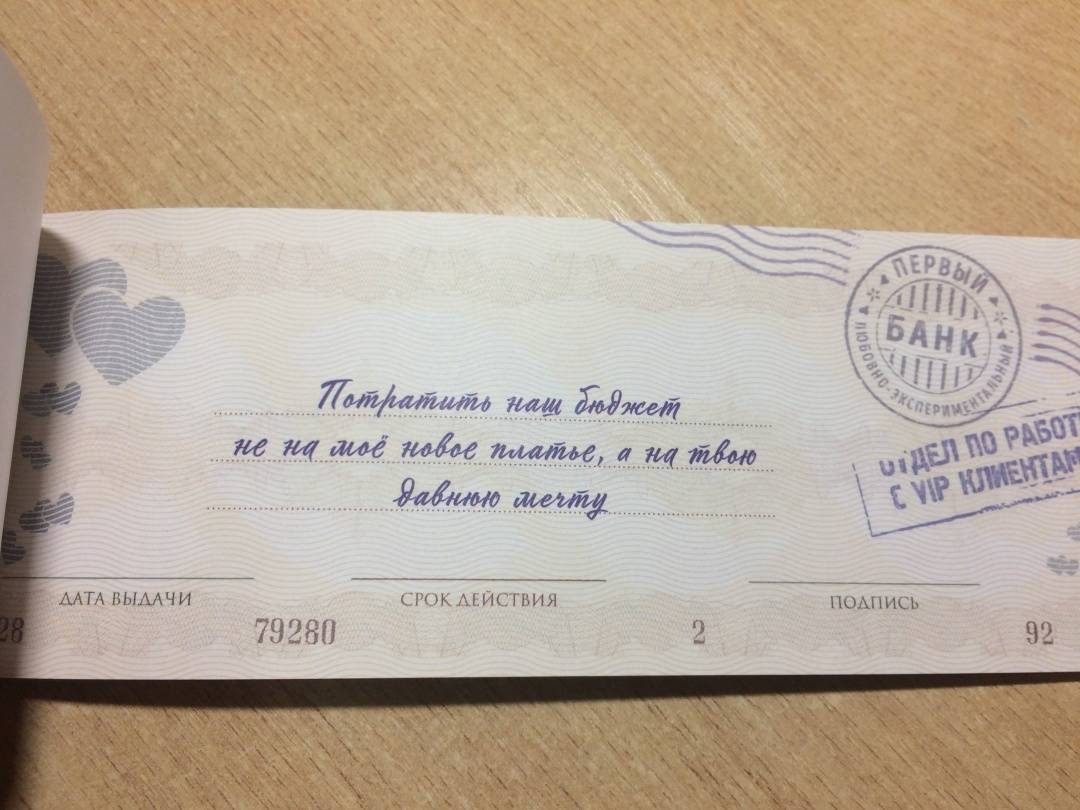 ПЕРВЫЙ
БАНК
ЛЮБОВНО-ЭКСПЕРИМЕНТАЛЬНЫЙ
Потратить наш бюджет
не на моё новое платье, а на твою
давнюю мечту
ОТДЕЛ ПО РАБОТ
С VIP КЛИЕНТАМ
ДАТА ВЫДАЧИ СРОК ДЕЙСТВИЯ ПОДПИСЬ
28 79280 2 92